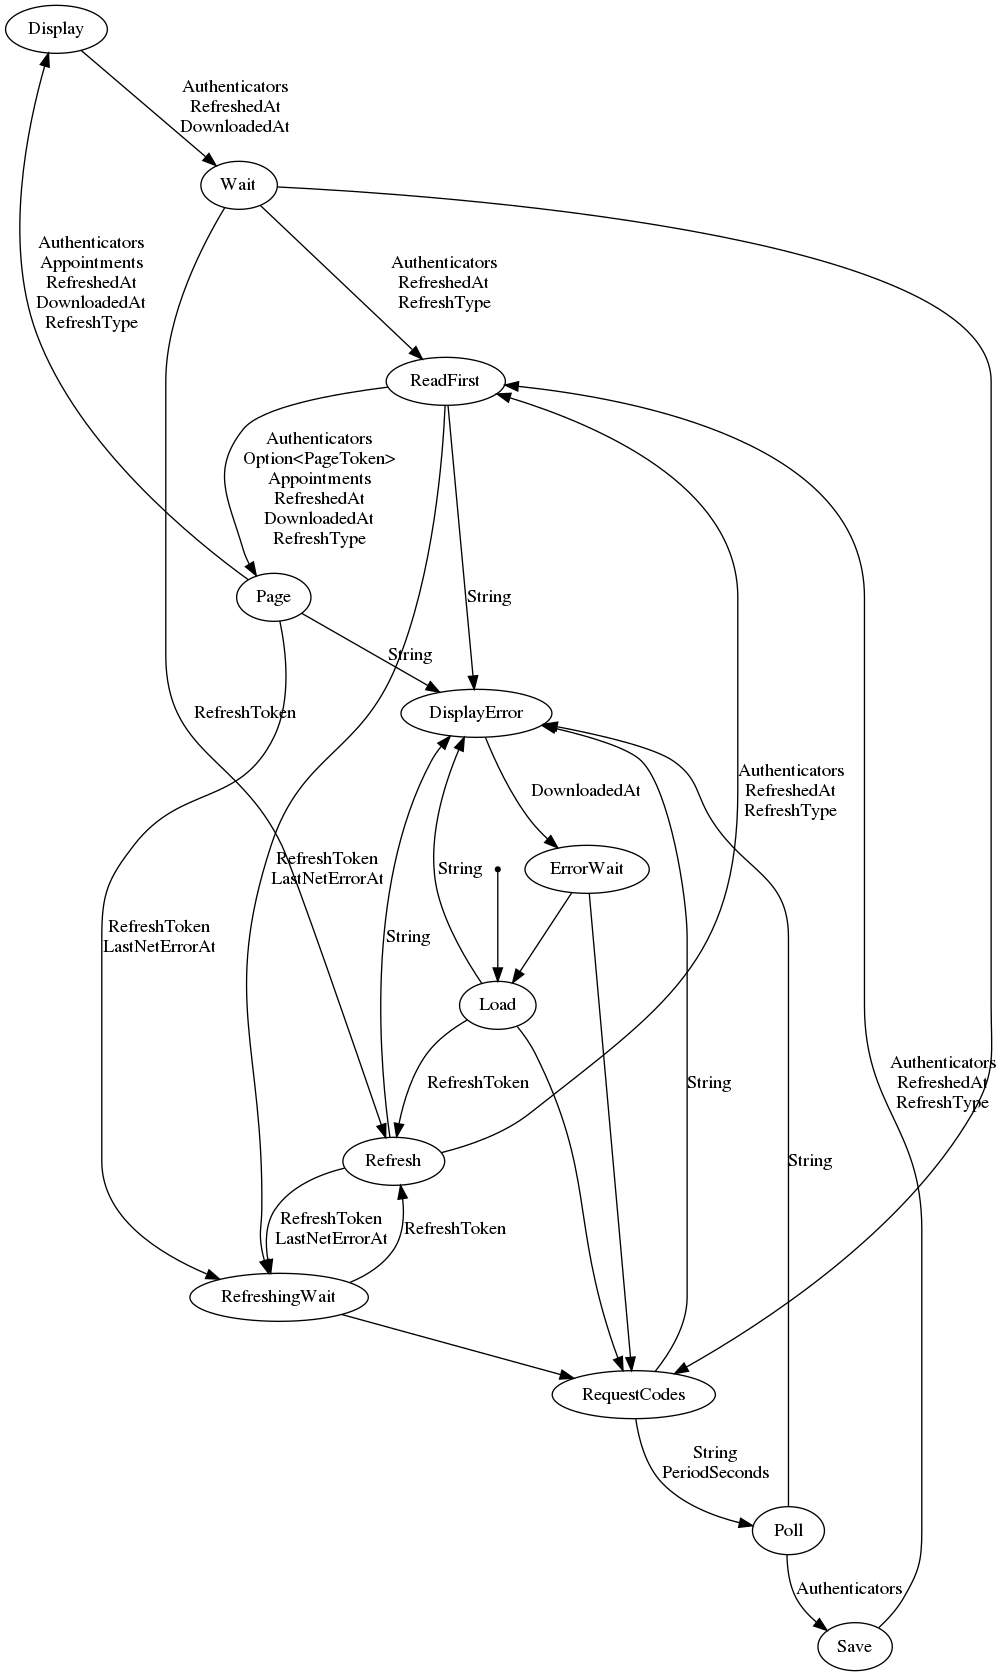 Display
Authenticators
RefreshedAt
DownloadedAt
Wait
Authenticators
Appointments
RefreshedAt
DownloadedAt
RefreshType
Authenticators
RefreshedAt
RefreshType
ReadFirst
Authenticators
Option<PageToken>
Appointments
RefreshedAt
DownloadedAt
RefreshType
Page
String
String
RefreshToken
DisplayError
Authenticators
RefreshedAt
RefreshType
DownloadedAt
RefreshToken
LastNetErrorAt
String
ErrorWait
RefreshToken
LastNetErrorAt
String
Load
RefreshToken
String
Authenticators
RefreshedAt
RefreshType
Refresh
String
RefreshToken
LastNetErrorAt
RefreshToken
RefreshingWait
RequestCodes
String
PeriodSeconds
Poll
Authenticators
Save